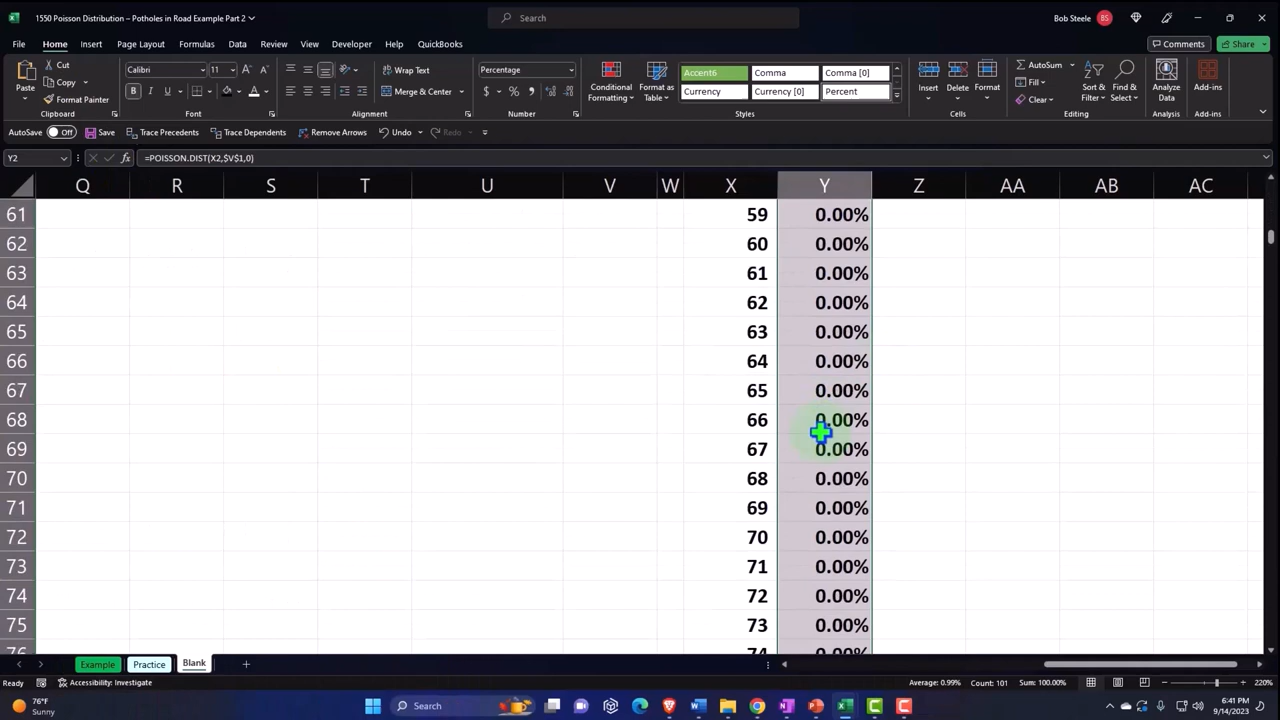 1550 Poisson Distribution – Potholes in Road Example Part 2
Search
Bob Steele
BS
File Home Insert Page Layout Formulas Data Review View Developer Help QuickBooks
Comments Share
Paste Cut Copy Format Painter
Calibri 11
B I U
Wrap Text
Merge & Center
Percentage
$ % ,
Conditional Formatting
Format as Table
Accent6 Comma Comma [0]
Currency Currency [0] Percent
Insert Delete Format
AutoSum Fill Clear
Sort & Filter
Find & Select
Analyze Data
Add-ins
Clipboard Font Alignment Number Styles Cells Editing Analysis Add-ins
AutoSave Off Save Trace Precedents Trace Dependents Remove Arrows Undo Redo
Y2 fx =POISSON.DIST(X2,$V$1,0)
Q R S T U V W X Y Z AA AB AC
61 59 0.00%
62 60 0.00%
63 61 0.00%
64 62 0.00%
65 63 0.00%
66 64 0.00%
67 65 0.00%
68 66 0.00%
69 67 0.00%
70 68 0.00%
71 69 0.00%
72 70 0.00%
73 71 0.00%
74 72 0.00%
75 73 0.00%
76 74 0.00%
Example Practice Blank
Ready Accessibility: Investigate Average: 0.99% Count: 101 Sum: 100.00% 220%
76°F
Sunny
Search
6:41 PM
9/14/2023